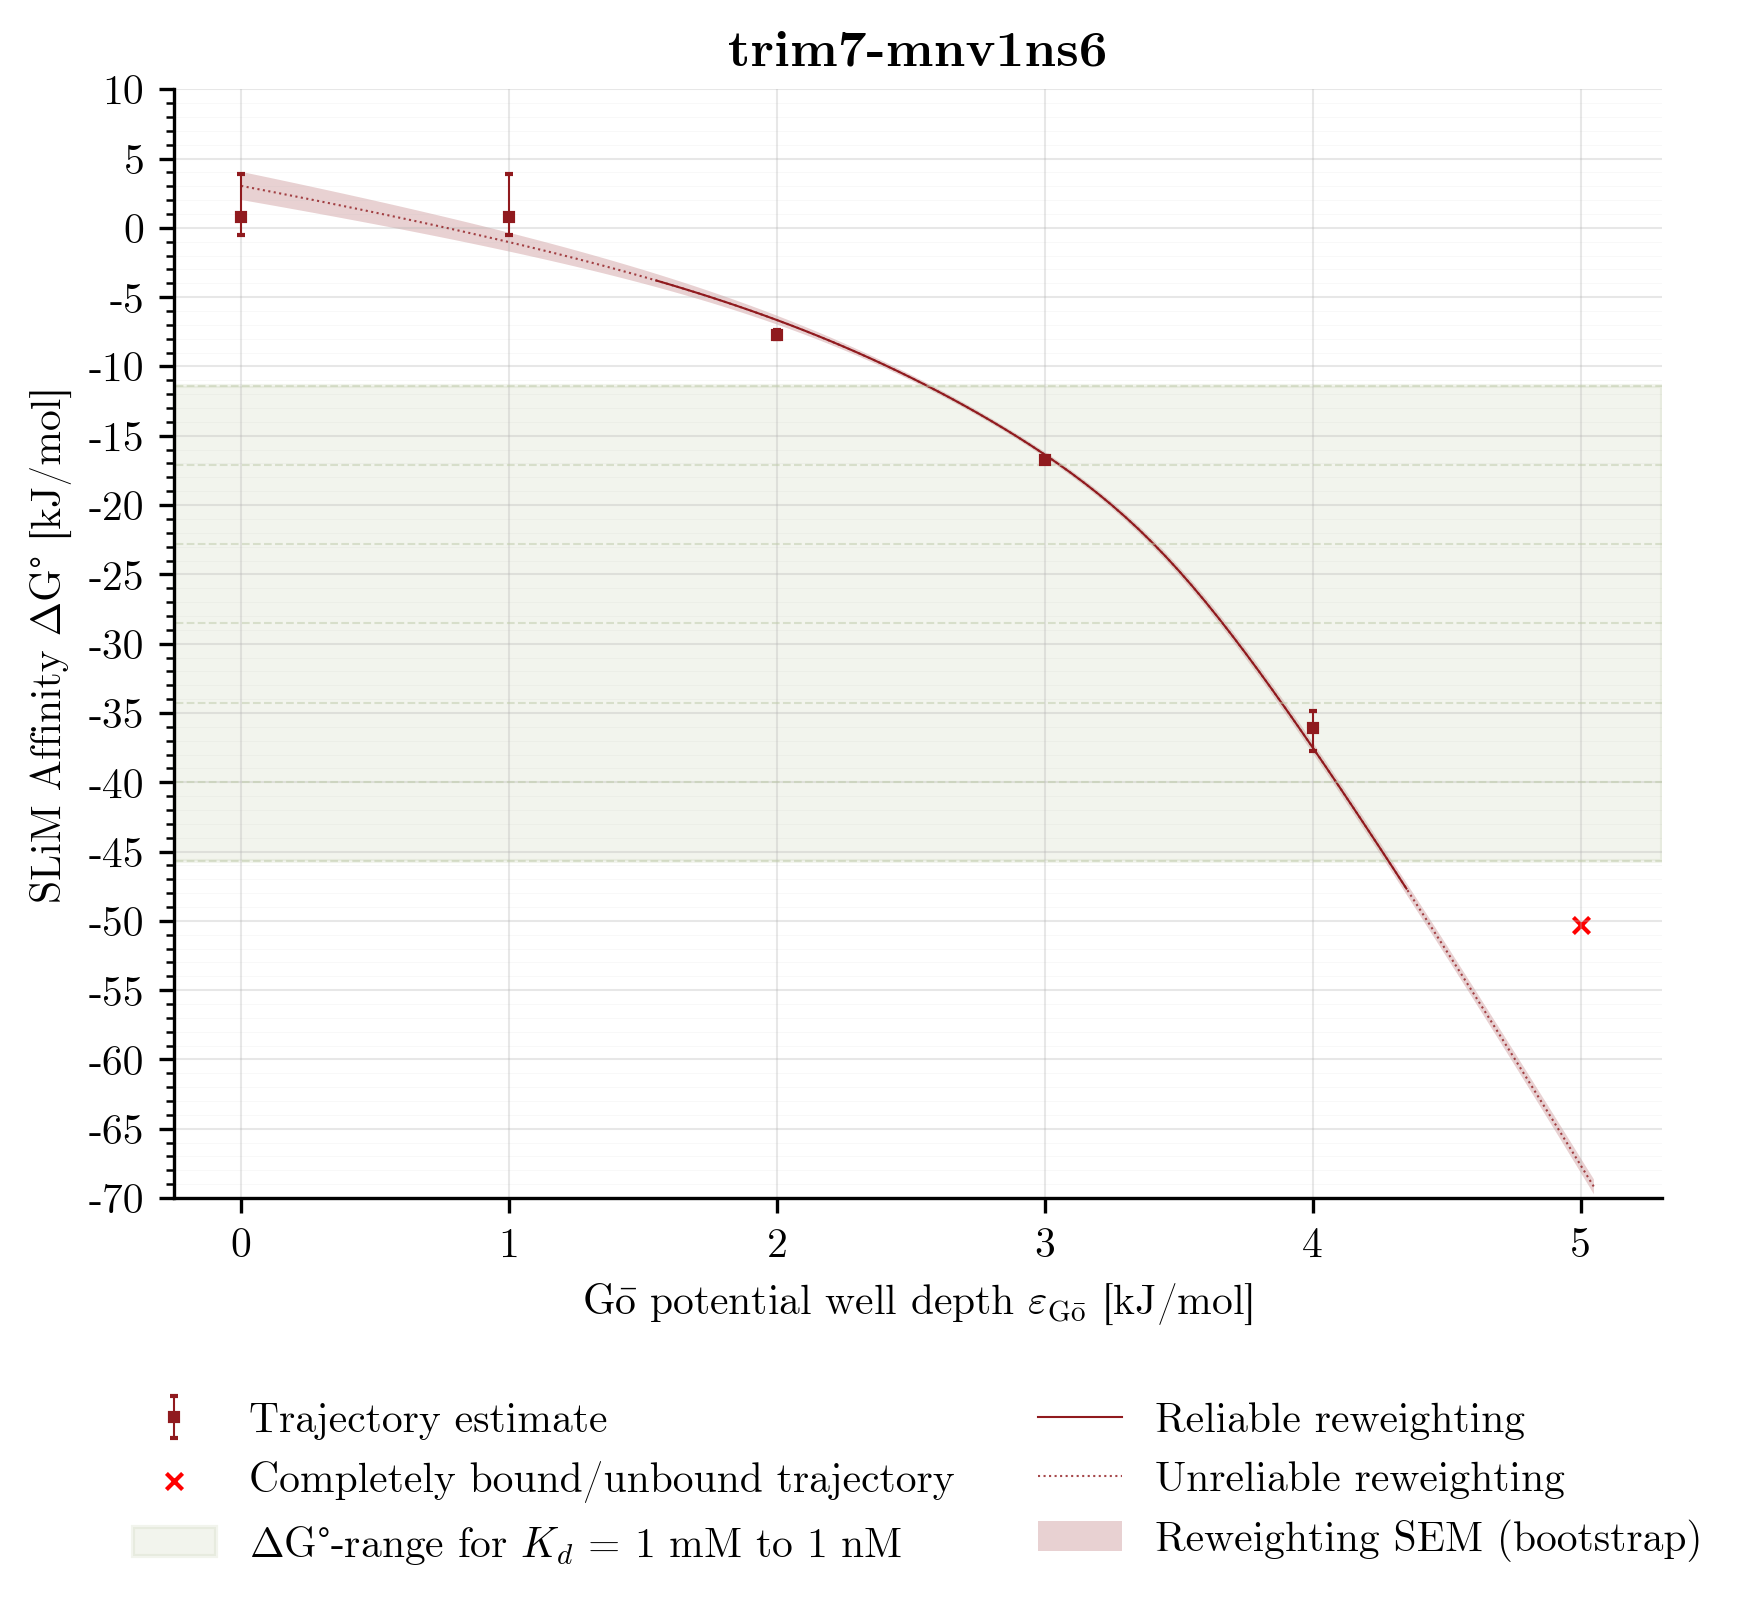 trim7-mnv1ns6
10
5
0
-5
-10
-15
-20
-25
-30
-35
-40
-45
-50
-55
-60
-65
-70
SLiM Affinity ΔG° [kJ/mol]
0 1 2 3 4 5
Gō potential well depth ε_Gō [kJ/mol]
Trajectory estimate
Completely bound/unbound trajectory
ΔG°-range for K_d = 1 mM to 1 nM
Reliable reweighting
Unreliable reweighting
Reweighting SEM (bootstrap)